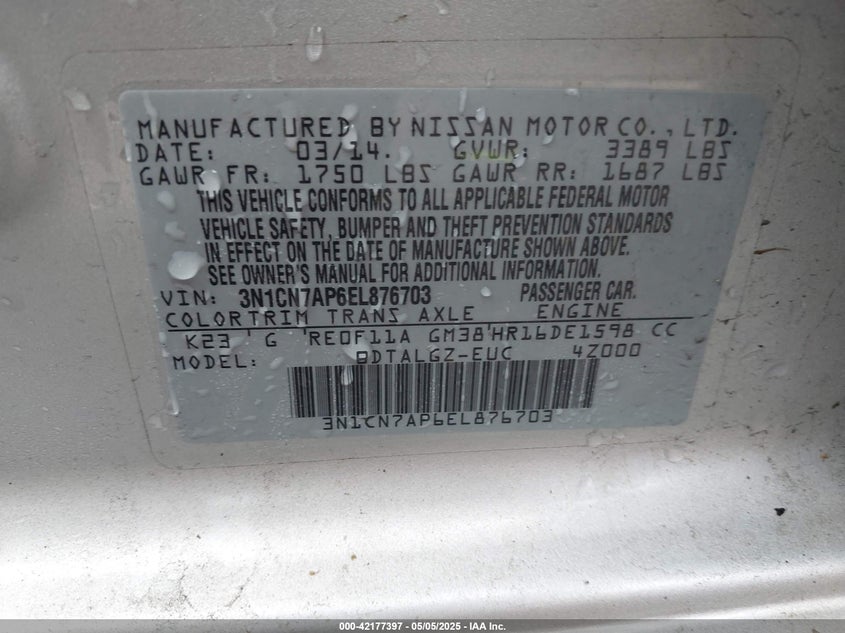 MANUFACTURED BY NISSAN MOTOR CO., LTD.
DATE: 03/14. GVWR: 3389 LBS
GAWR FR: 1750 LBS GAWR RR: 1687 LBS
THIS VEHICLE CONFORMS TO ALL APPLICABLE FEDERAL MOTOR
VEHICLE SAFETY, BUMPER AND THEFT PREVENTION STANDARDS
IN EFFECT ON THE DATE OF MANUFACTURE SHOWN ABOVE.
SEE OWNER'S MANUAL FOR ADDITIONAL INFORMATION.
VIN: 3N1CN7AP6EL876703 PASSENGER CAR.
COLOR TRIM TRANS AXLE ENGINE
K23 G RE0F11A GM38 HR16DE1598 CC
MODEL: BDTALGZ-EUC 4Z000
3N1CN7AP6EL876703
000-42177397 - 05/05/2025 - IAA Inc.